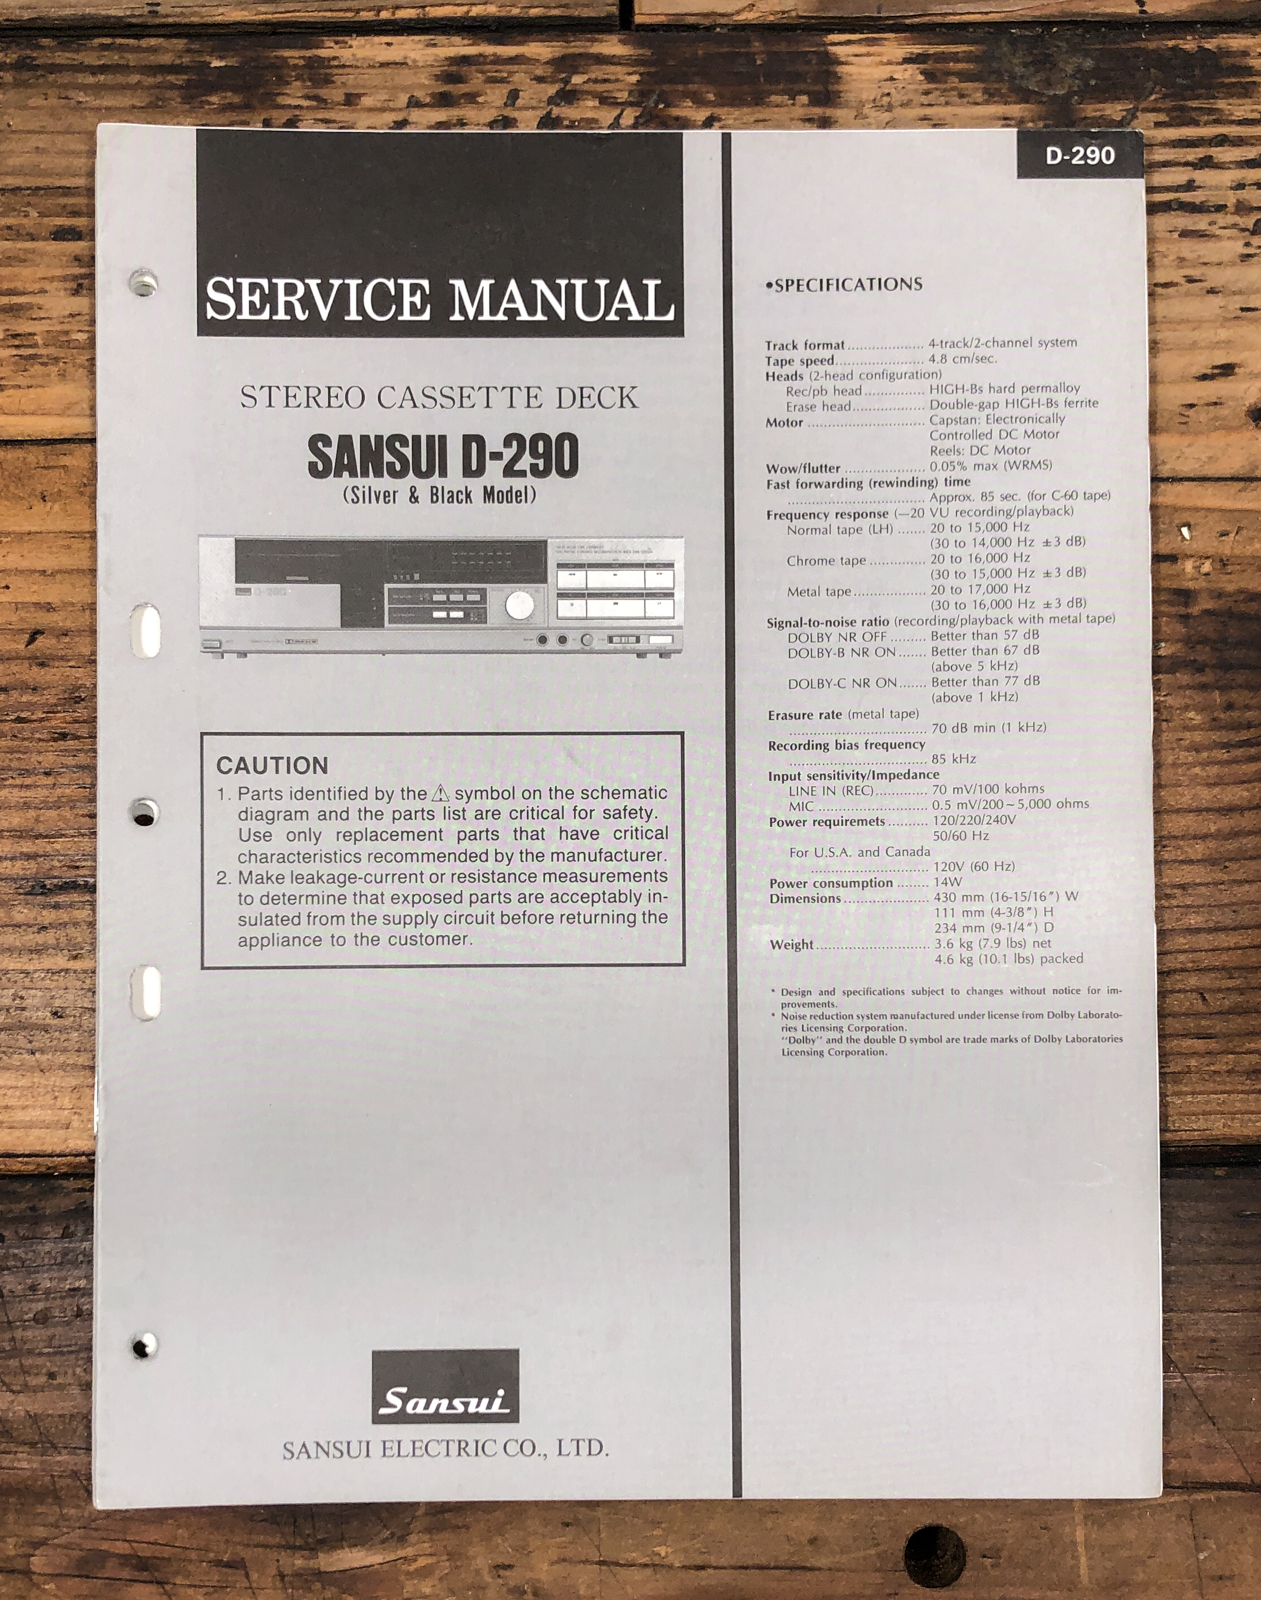 SERVICE MANUAL
STEREO CASSETTE DECK
SANSUI D-290
(Silver & Black Model)
D-290
CAUTION
1. Parts identified by the ⚠ symbol on the schematic
diagram and the parts list are critical for safety.
Use only replacement parts that have critical
characteristics recommended by the manufacturer.
2. Make leakage-current or resistance measurements
to determine that exposed parts are acceptably in-
sulated from the supply circuit before returning the
appliance to the customer.
Sansui
SANSUI ELECTRIC CO., LTD.
D-290
•SPECIFICATIONS
Track format ................... 4-track/2-channel system
Tape speed...................... 4.8 cm/sec.
Heads (2-head configuration)
Rec/pb head............... HIGH-Bs hard permalloy
Erase head.................. Double-gap HIGH-Bs ferrite
Motor ............................. Capstan: Electronically
Controlled DC Motor
Reels: DC Motor
Wow/flutter .................... 0.05% max (WRMS)
Fast forwarding (rewinding) time
.................................. Approx. 85 sec. (for C-60 tape)
Frequency response (—20 VU recording/playback)
Normal tape (LH) ....... 20 to 15,000 Hz
(30 to 14,000 Hz ±3 dB)
Chrome tape .............. 20 to 16,000 Hz
(30 to 15,000 Hz ±3 dB)
Metal tape.................. 20 to 17,000 Hz
(30 to 16,000 Hz ±3 dB)
Signal-to-noise ratio (recording/playback with metal tape)
DOLBY NR OFF ......... Better than 57 dB
DOLBY-B NR ON....... Better than 67 dB
(above 5 kHz)
DOLBY-C NR ON....... Better than 77 dB
(above 1 kHz)
Erasure rate (metal tape)
.................................. 70 dB min (1 kHz)
Recording bias frequency
.................................. 85 kHz
Input sensitivity/Impedance
LINE IN (REC)............. 70 mV/100 kohms
MIC........................... 0.5 mV/200~5,000 ohms
Power requiremets.......... 120/220/240V
50/60 Hz
For U.S.A. and Canada
............................. 120V (60 Hz)
Power consumption ........ 14W
Dimensions..................... 430 mm (16-15/16″) W
111 mm (4-3/8″) H
234 mm (9-1/4″) D
Weight............................ 3.6 kg (7.9 lbs) net
4.6 kg (10.1 lbs) packed
* Design and specifications subject to changes without notice for im-
provements.
* Noise reduction system manufactured under license from Dolby Laborato-
ries Licensing Corporation.
"Dolby" and the double D symbol are trade marks of Dolby Laboratories
Licensing Corporation.